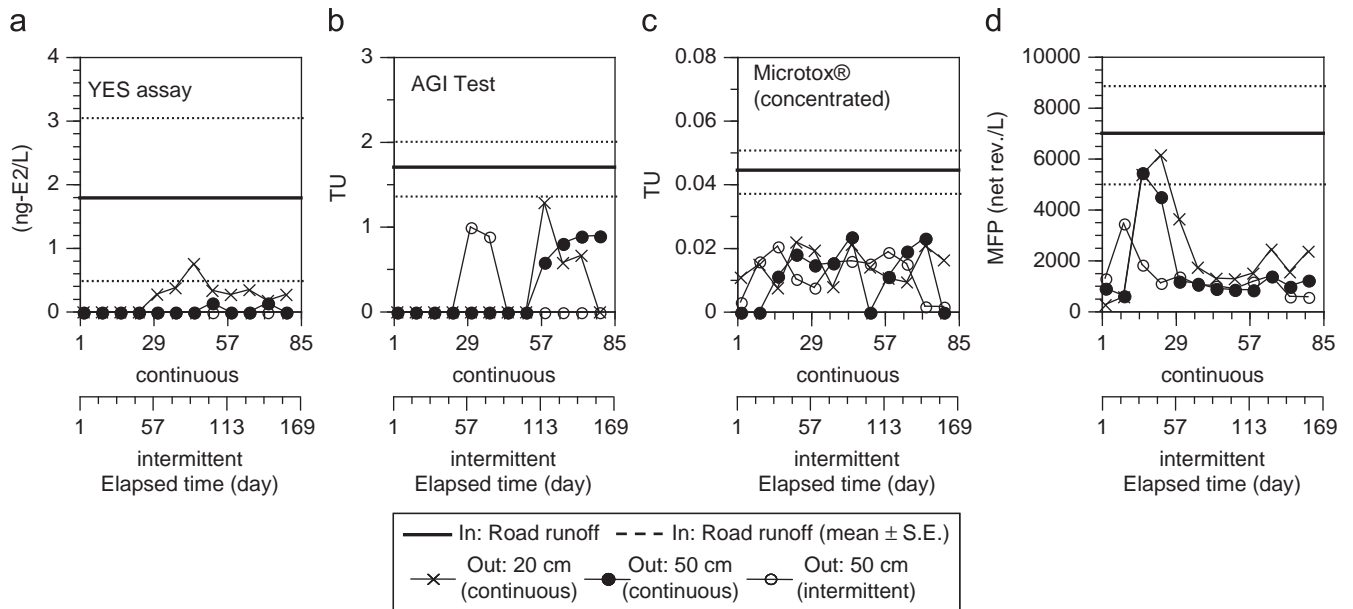 a
b
c
d
YES assay
(ng-E2/L)
4
3
2
1
0
1 29 57 85
continuous
1 57 113 169
intermittent
Elapsed time (day)
AGI Test
TU
3
2
1
0
1 29 57 85
continuous
1 57 113 169
intermittent
Elapsed time (day)
Microtox®
(concentrated)
TU
0.08
0.06
0.04
0.02
0
1 29 57 85
continuous
1 57 113 169
intermittent
Elapsed time (day)
MFP (net rev./L)
10000
8000
6000
4000
2000
0
1 29 57 85
continuous
1 57 113 169
intermittent
Elapsed time (day)
In: Road runoff In: Road runoff (mean ± S.E.)
Out: 20 cm Out: 50 cm Out: 50 cm
(continuous) (continuous) (intermittent)